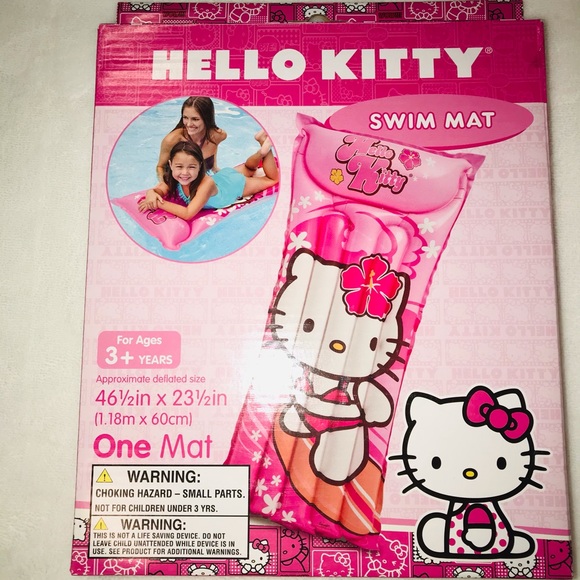 HELLO KITTY®
SWIM MAT
Hello
Kitty
For Ages
3+ YEARS
Approximate deflated size
46½in x 23½in
(1.18m x 60cm)
One Mat
WARNING:
CHOKING HAZARD – SMALL PARTS.
NOT FOR CHILDREN UNDER 3 YRS.
WARNING:
THIS IS NOT A LIFE SAVING DEVICE. DO NOT
LEAVE CHILD UNATTENDED WHILE DEVICE IS IN
USE. SEE PRODUCT FOR ADDITIONAL WARNINGS.